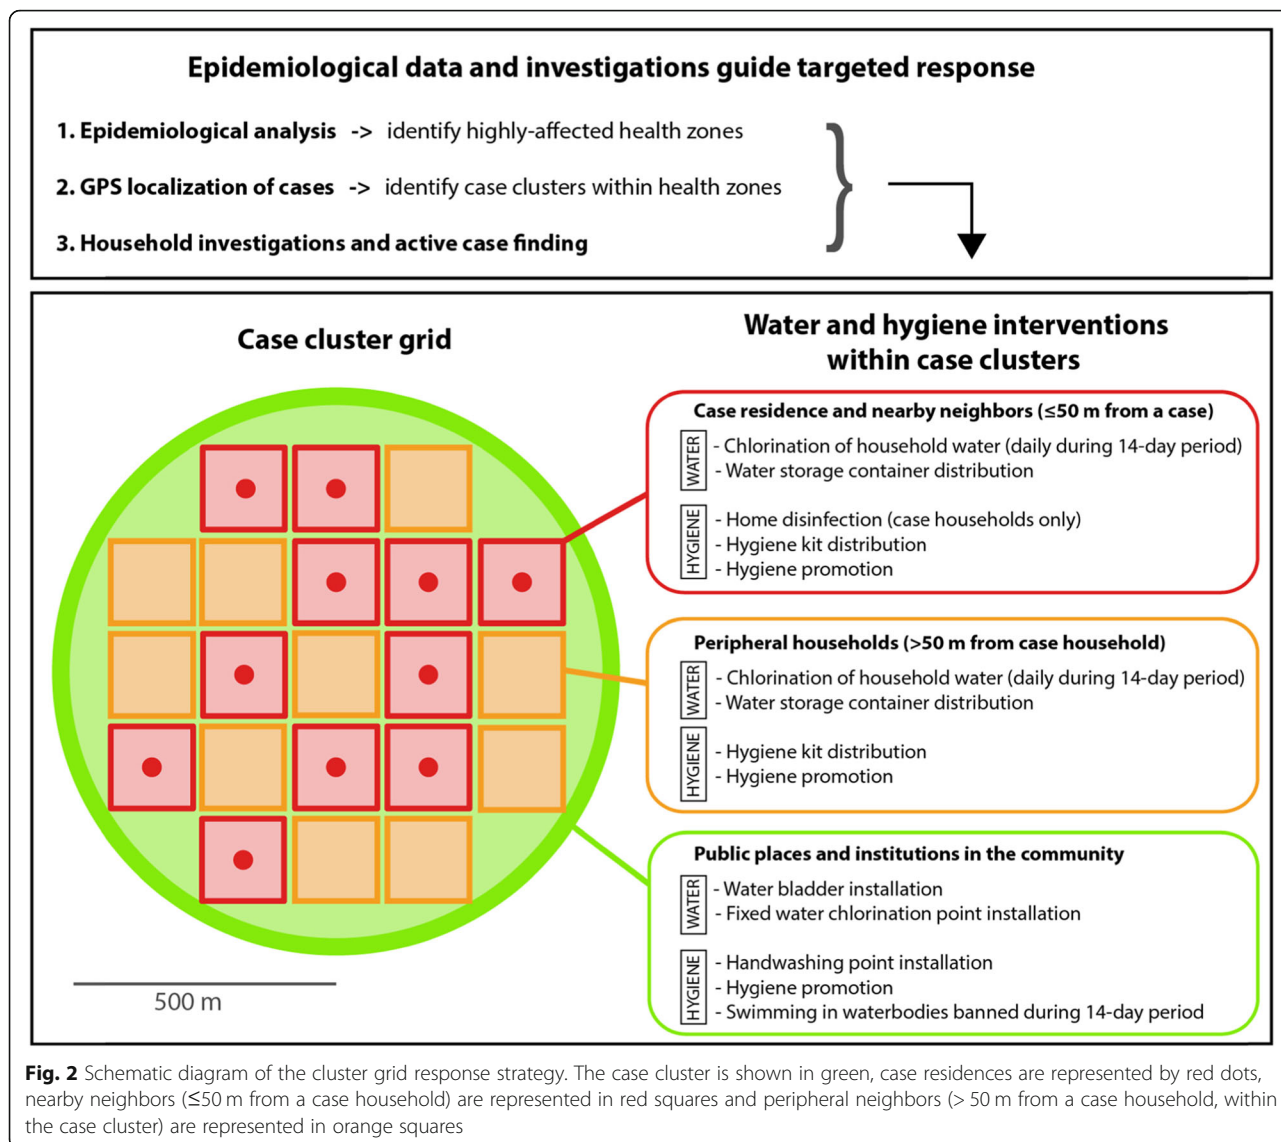 Epidemiological data and investigations guide targeted response
1. Epidemiological analysis -> identify highly-affected health zones
2. GPS localization of cases -> identify case clusters within health zones
3. Household investigations and active case finding
Case cluster grid
500 m
Water and hygiene interventions
within case clusters
Case residence and nearby neighbors (≤50 m from a case)
WATER
- Chlorination of household water (daily during 14-day period)
- Water storage container distribution
HYGIENE
- Home disinfection (case households only)
- Hygiene kit distribution
- Hygiene promotion
Peripheral households (>50 m from case household)
WATER
- Chlorination of household water (daily during 14-day period)
- Water storage container distribution
HYGIENE
- Hygiene kit distribution
- Hygiene promotion
Public places and institutions in the community
WATER
- Water bladder installation
- Fixed water chlorination point installation
HYGIENE
- Handwashing point installation
- Hygiene promotion
- Swimming in waterbodies banned during 14-day period
Fig. 2 Schematic diagram of the cluster grid response strategy. The case cluster is shown in green, case residences are represented by red dots,
nearby neighbors (≤50 m from a case household) are represented in red squares and peripheral neighbors (> 50 m from a case household, within
the case cluster) are represented in orange squares